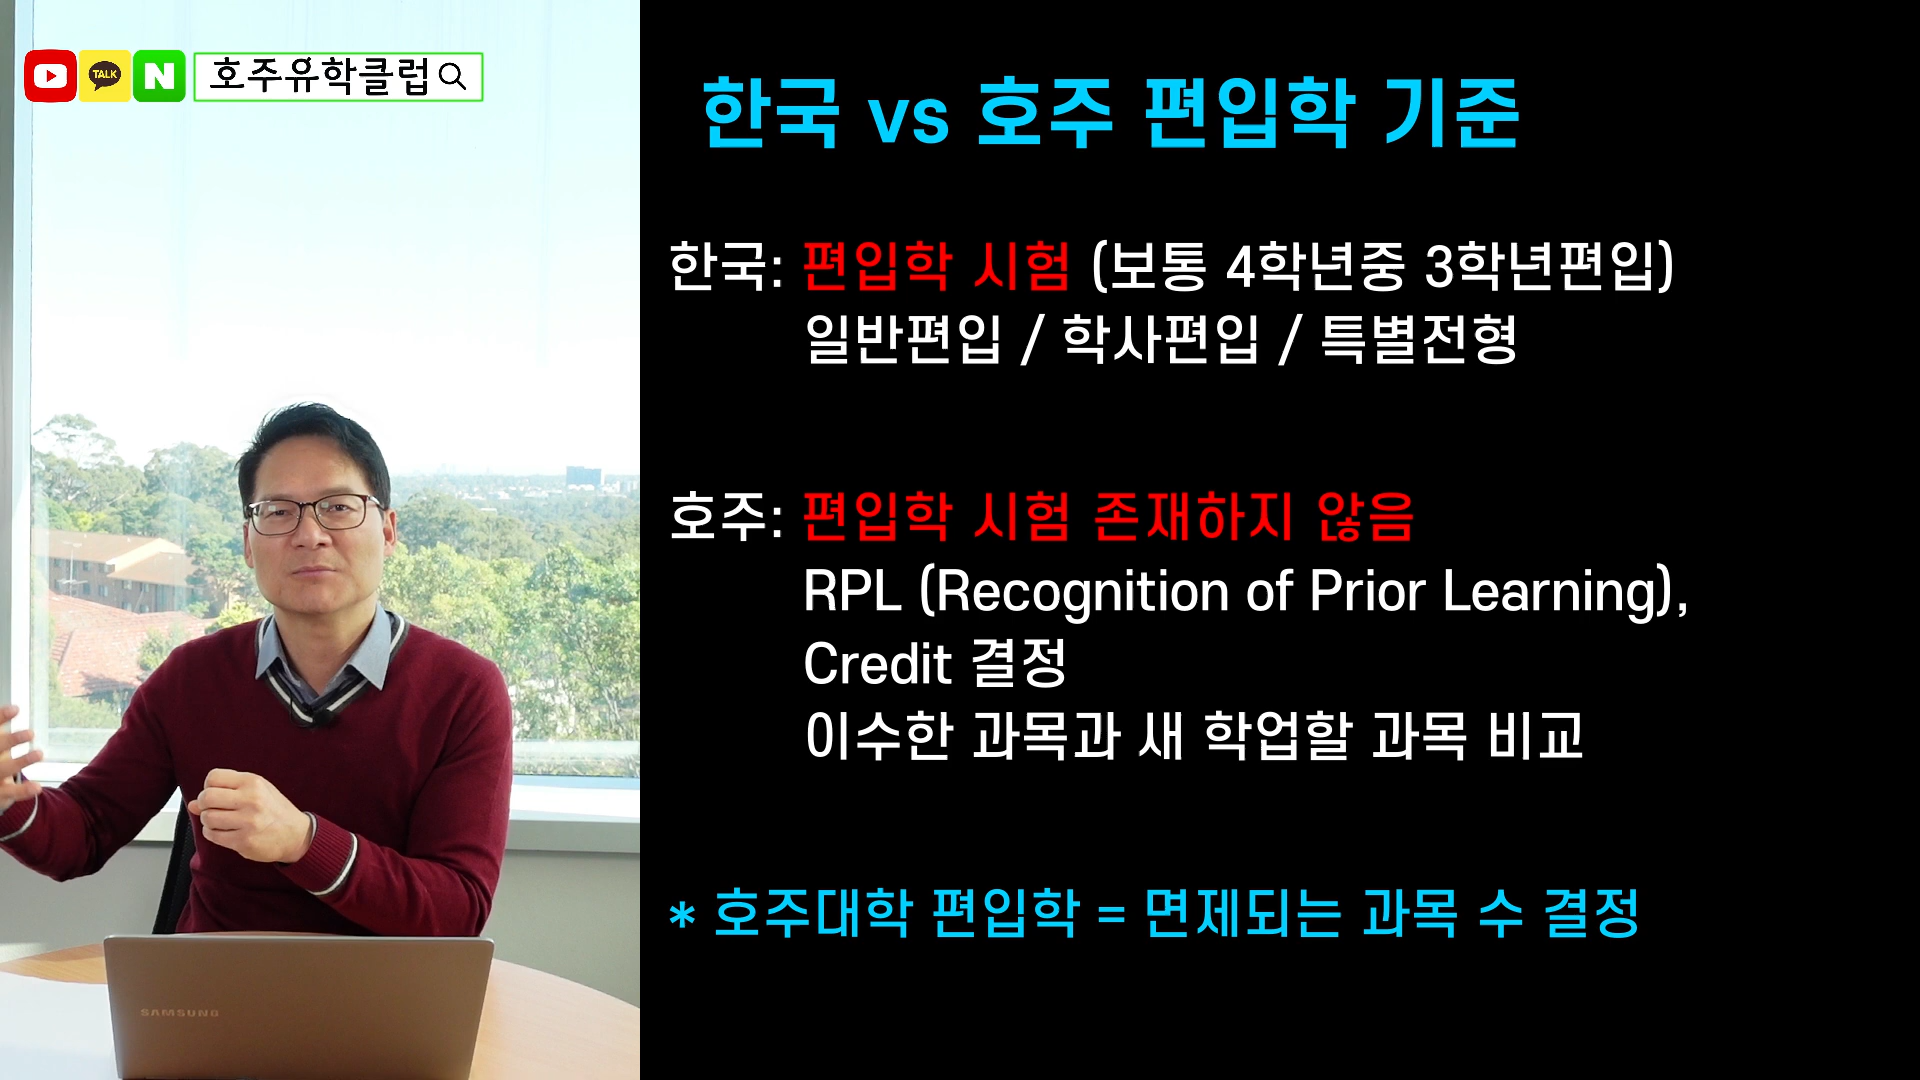 TALK
N
호주유학클럽
한국 vs 호주 편입학 기준
한국: 편입학 시험 (보통 4학년중 3학년편입)
일반편입 / 학사편입 / 특별전형
호주: 편입학 시험 존재하지 않음
RPL (Recognition of Prior Learning),
Credit 결정
이수한 과목과 새 학업할 과목 비교
* 호주대학 편입학 = 면제되는 과목 수 결정
SAMSUNG